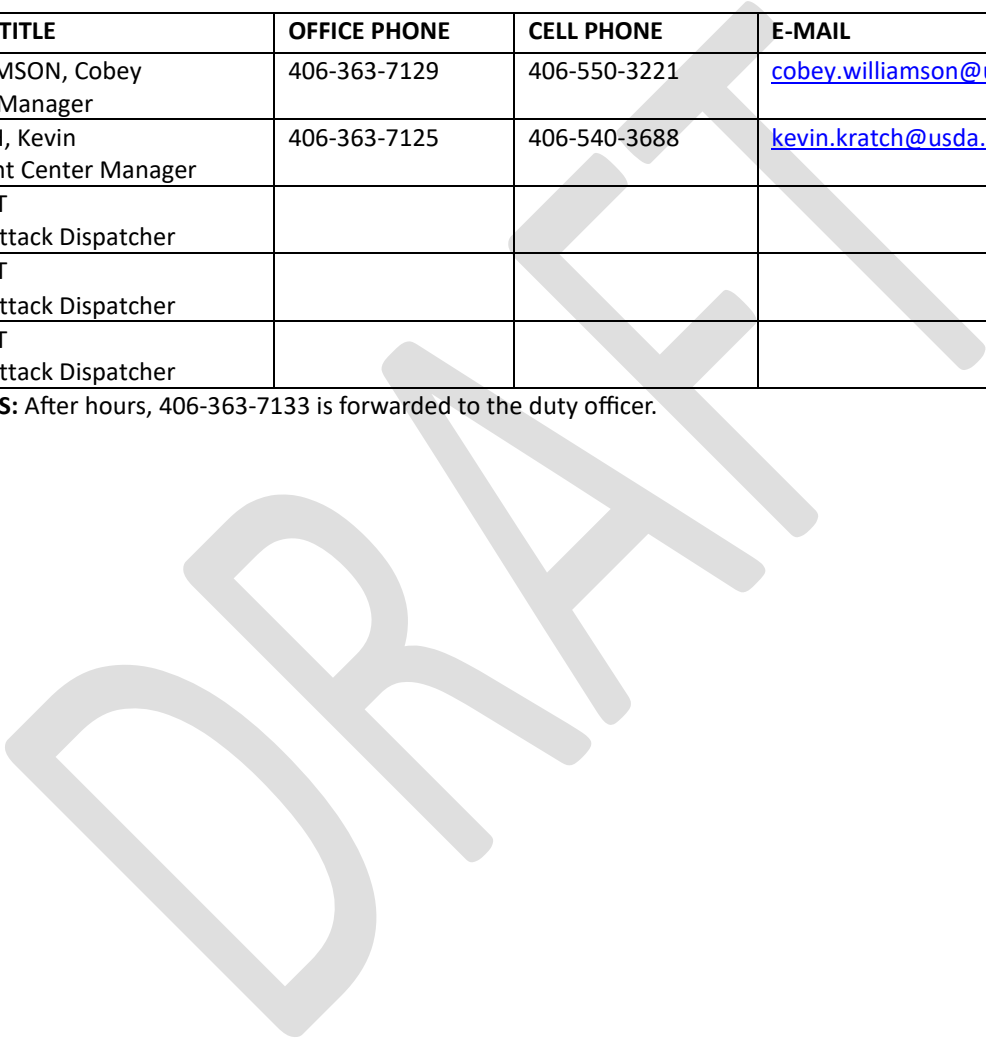 TITLE OFFICE PHONE CELL PHONE E-MAIL
MSON, Cobey 406-363-7129 406-550-3221 cobey.williamson@u
Manager
, Kevin 406-363-7125 406-540-3688 kevin.kratch@usda.
nt Center Manager
T
ttack Dispatcher
T
ttack Dispatcher
T
ttack Dispatcher
S: After hours, 406-363-7133 is forwarded to the duty officer.
DRAFT